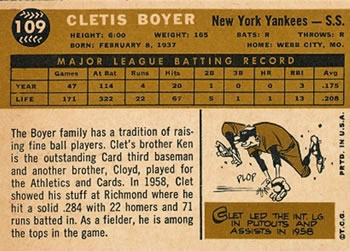 109
CLETIS BOYER
New York Yankees — S.S.
HEIGHT: 6:00 WEIGHT: 165 BATS: R THROWS: R
BORN: FEBRUARY 8, 1937 HOME: WEBB CITY, MO.
MAJOR LEAGUE BATTING RECORD
Games At Bat Runs Hits 2B 3B H.R. RBI Avg.
YEAR 47 114 4 20 2 0 0 3 .175
LIFE 171 322 22 67 5 0 3 13 .208
The Boyer family has a tradition of rais-
ing fine ball players. Clet's brother Ken
is the outstanding Card third baseman
and another brother, Cloyd, played for
the Athletics and Cards. In 1958, Clet
showed his stuff at Richmond where he
hit a solid .284 with 22 homers and 71
runs batted in. As a fielder, he is among
the tops in the game.
PLOP
CLET LED THE INT. LG
IN PUTOUTS AND
ASSISTS IN 1958
©T.C.G. PRTD. IN U.S.A.